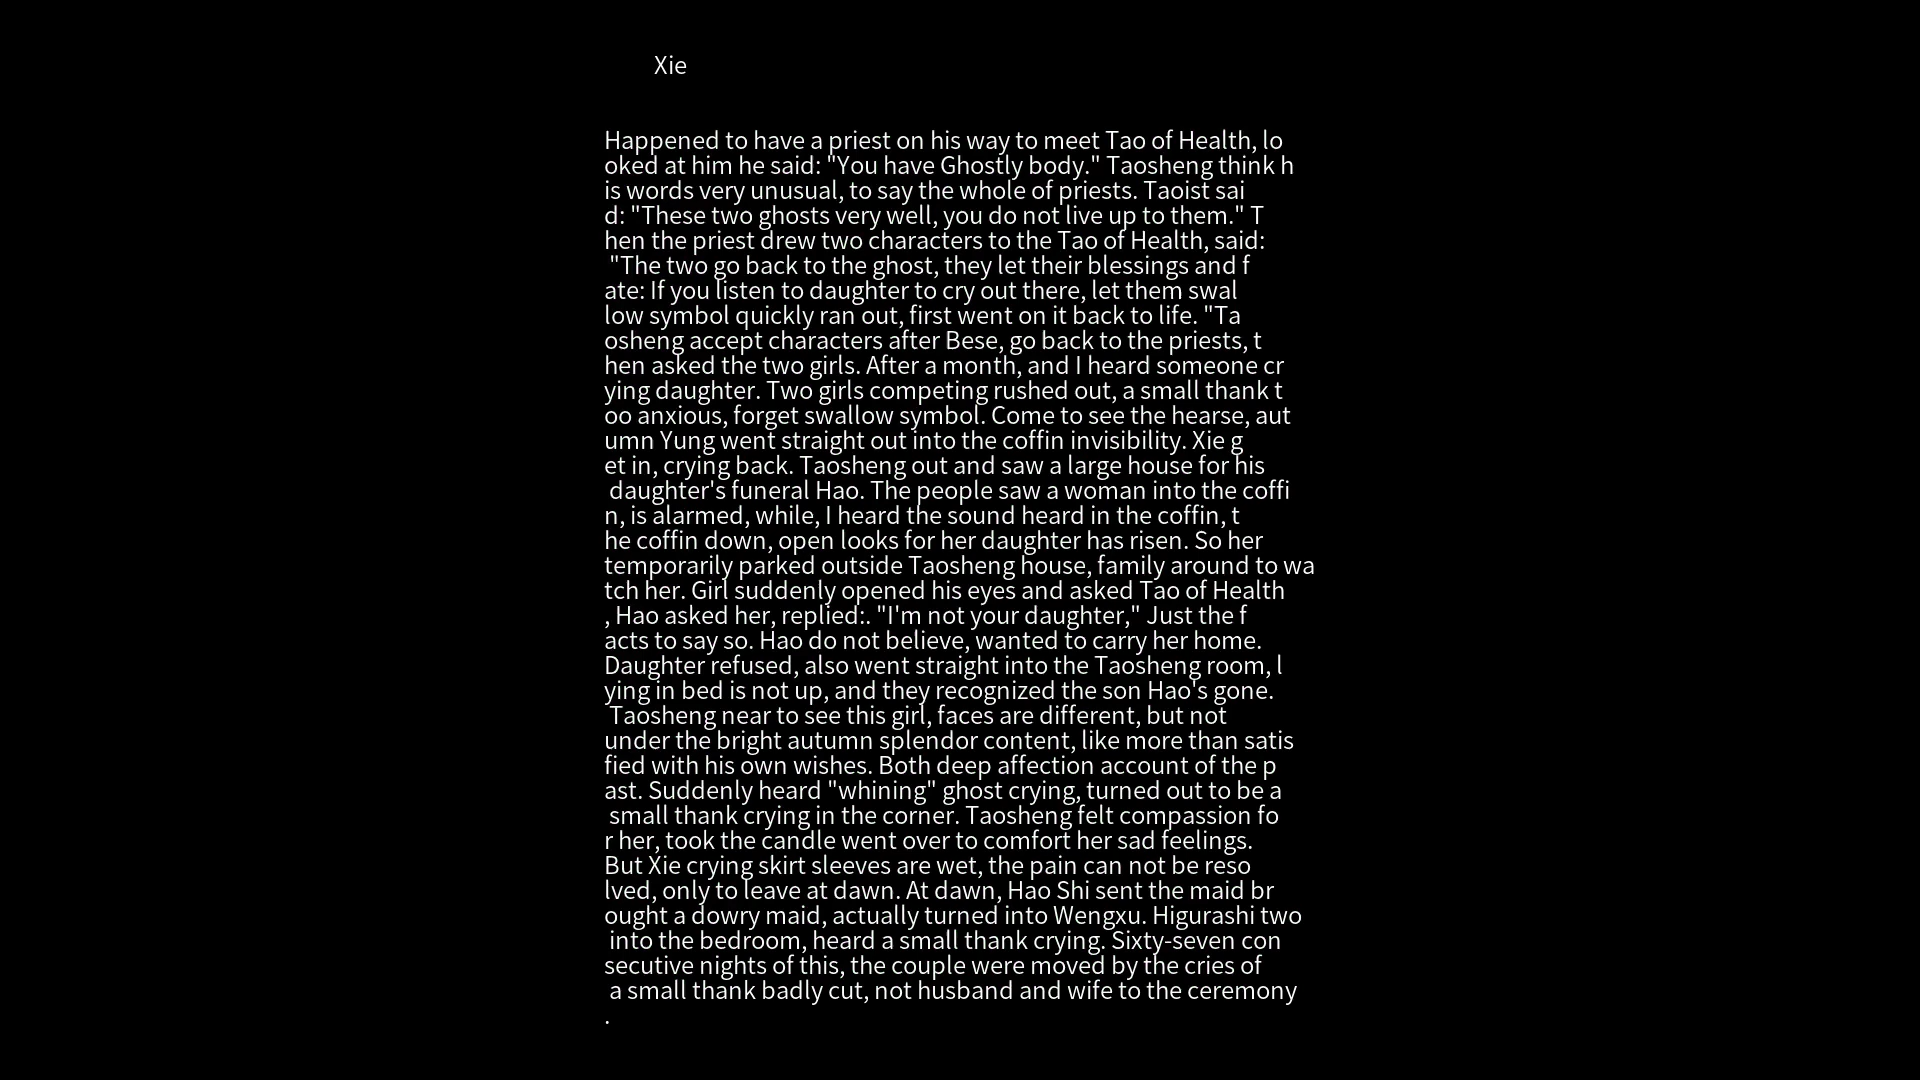 Xie
Happened to have a priest on his way to meet Tao of Health, lo
oked at him he said: "You have Ghostly body." Taosheng think h
is words very unusual, to say the whole of priests. Taoist sai
d: "These two ghosts very well, you do not live up to them." T
hen the priest drew two characters to the Tao of Health, said:
"The two go back to the ghost, they let their blessings and f
ate: If you listen to daughter to cry out there, let them swal
low symbol quickly ran out, first went on it back to life. "Ta
osheng accept characters after Bese, go back to the priests, t
hen asked the two girls. After a month, and I heard someone cr
ying daughter. Two girls competing rushed out, a small thank t
oo anxious, forget swallow symbol. Come to see the hearse, aut
umn Yung went straight out into the coffin invisibility. Xie g
et in, crying back. Taosheng out and saw a large house for his
daughter's funeral Hao. The people saw a woman into the coffi
n, is alarmed, while, I heard the sound heard in the coffin, t
he coffin down, open looks for her daughter has risen. So her
temporarily parked outside Taosheng house, family around to wa
tch her. Girl suddenly opened his eyes and asked Tao of Health
, Hao asked her, replied:. "I'm not your daughter," Just the f
acts to say so. Hao do not believe, wanted to carry her home.
Daughter refused, also went straight into the Taosheng room, l
ying in bed is not up, and they recognized the son Hao's gone.
Taosheng near to see this girl, faces are different, but not
under the bright autumn splendor content, like more than satis
fied with his own wishes. Both deep affection account of the p
ast. Suddenly heard "whining" ghost crying, turned out to be a
small thank crying in the corner. Taosheng felt compassion fo
r her, took the candle went over to comfort her sad feelings.
But Xie crying skirt sleeves are wet, the pain can not be reso
lved, only to leave at dawn. At dawn, Hao Shi sent the maid br
ought a dowry maid, actually turned into Wengxu. Higurashi two
into the bedroom, heard a small thank crying. Sixty-seven con
secutive nights of this, the couple were moved by the cries of
a small thank badly cut, not husband and wife to the ceremony
.